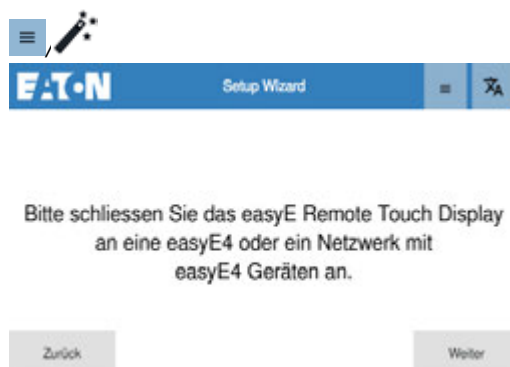 EAT•N
Setup Wizard
Bitte schliessen Sie das easyE Remote Touch Display
an eine easyE4 oder ein Netzwerk mit
easyE4 Geräten an.
Zurück
Weiter